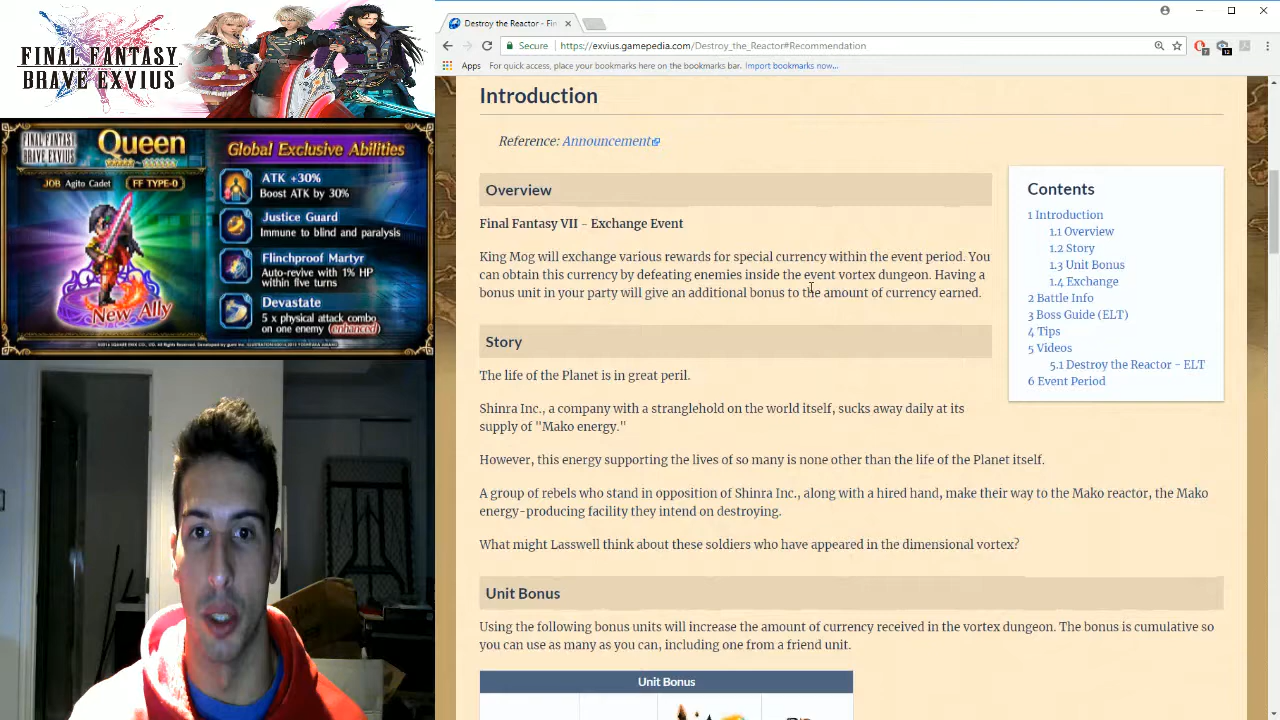 FINAL FANTASY
BRAVE EXVIUS
FINAL FANTASY
BRAVE EXVIUS
Queen
JOB Agito Cadet
FF TYPE-0
New Ally
Global Exclusive Abilities
ATK +30%
Boost ATK by 30%
Justice Guard
Immune to blind and paralysis
Flinchproof Martyr
Auto-revive with 1% HP
within five turns
Devastate
5 x physical attack combo
on one enemy (enhanced)
Destroy the Reactor - Fin
Secure
https://exvius.gamepedia.com/Destroy_the_Reactor#Recommendation
7
12
Apps
For quick access, place your bookmarks here on the bookmarks bar. Import bookmarks now...
Introduction
Reference: Announcement
Overview
Final Fantasy VII - Exchange Event
King Mog will exchange various rewards for special currency within the event period. You
can obtain this currency by defeating enemies inside the event vortex dungeon. Having a
bonus unit in your party will give an additional bonus to the amount of currency earned.
Story
The life of the Planet is in great peril.
Shinra Inc., a company with a stranglehold on the world itself, sucks away daily at its
supply of "Mako energy."
However, this energy supporting the lives of so many is none other than the life of the Planet itself.
A group of rebels who stand in opposition of Shinra Inc., along with a hired hand, make their way to the Mako reactor, the Mako
energy-producing facility they intend on destroying.
What might Lasswell think about these soldiers who have appeared in the dimensional vortex?
Unit Bonus
Using the following bonus units will increase the amount of currency received in the vortex dungeon. The bonus is cumulative so
you can use as many as you can, including one from a friend unit.
Unit Bonus
Contents
1 Introduction
1.1 Overview
1.2 Story
1.3 Unit Bonus
1.4 Exchange
2 Battle Info
3 Boss Guide (ELT)
4 Tips
5 Videos
5.1 Destroy the Reactor - ELT
6 Event Period